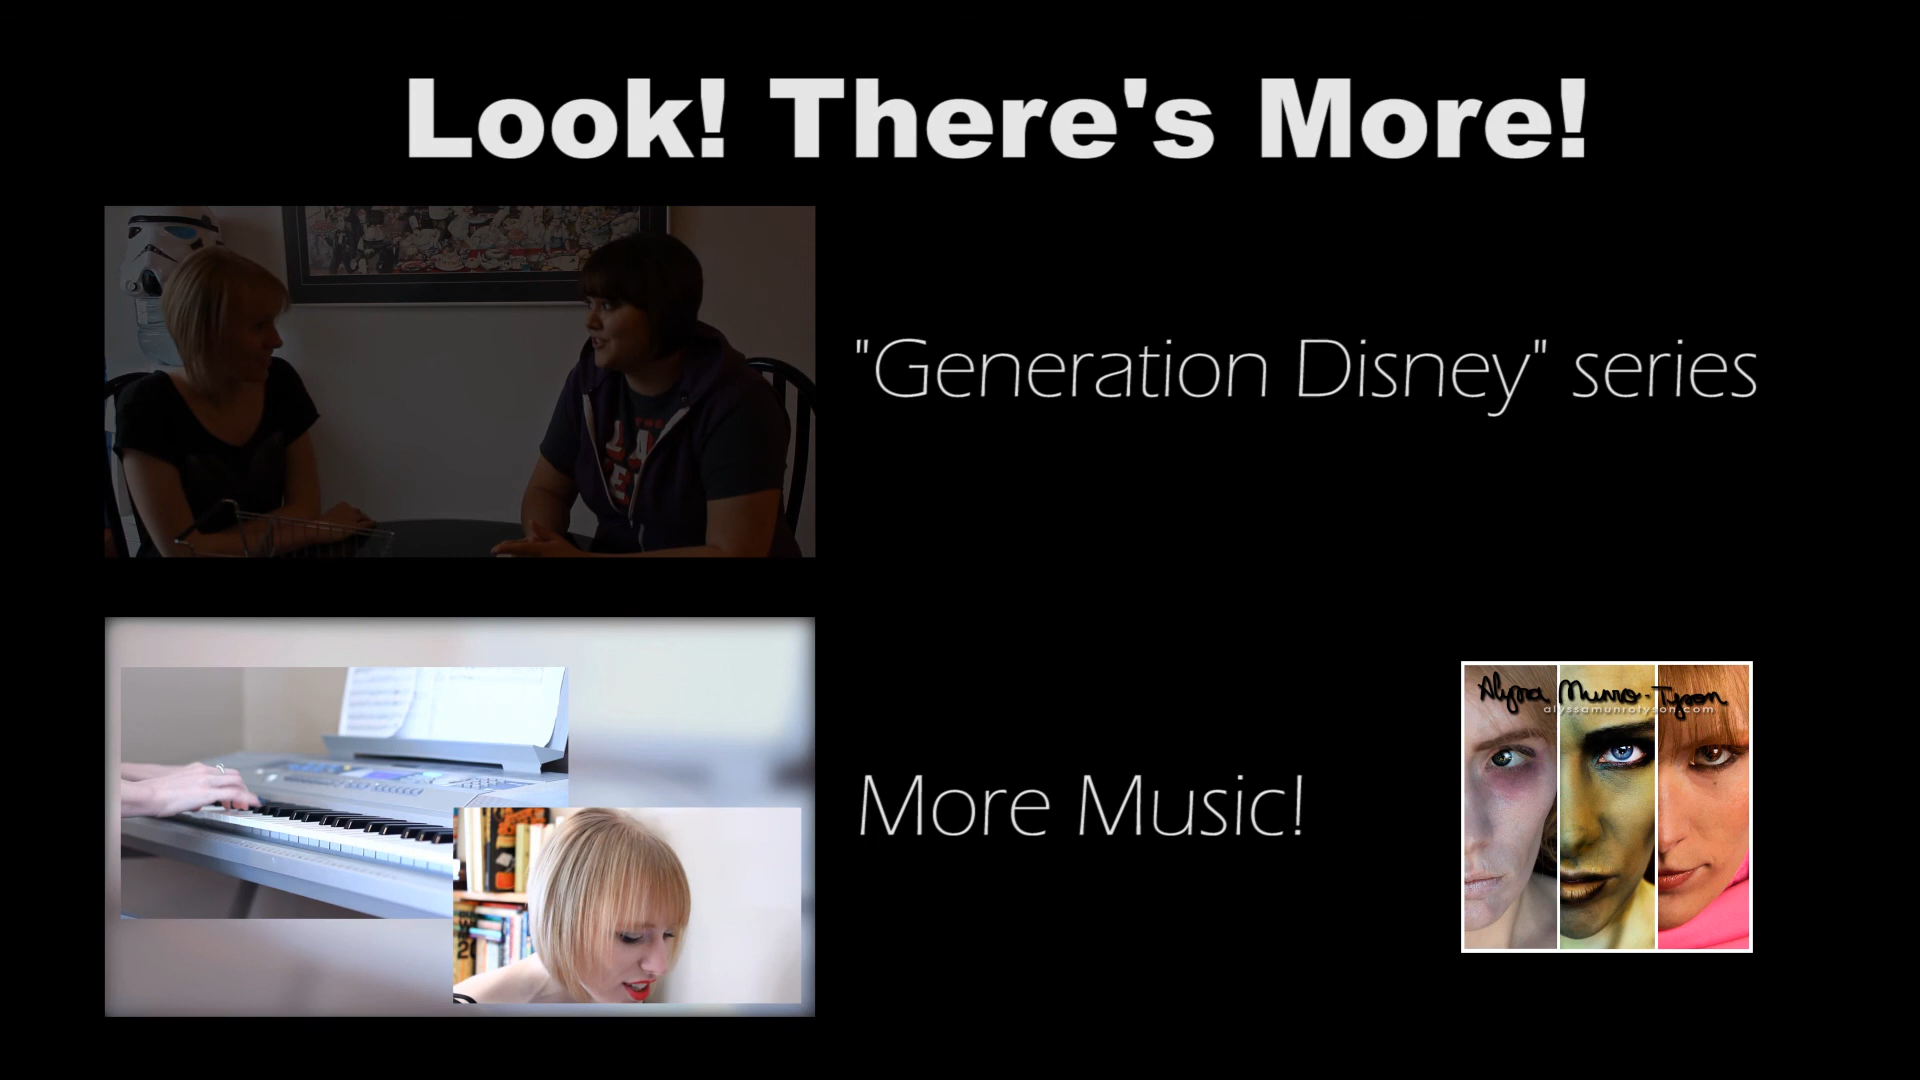 Look! There's More!
"Generation Disney" series
More Music!
Alyssa Munro-Tyson
alyssamunrotyson.com